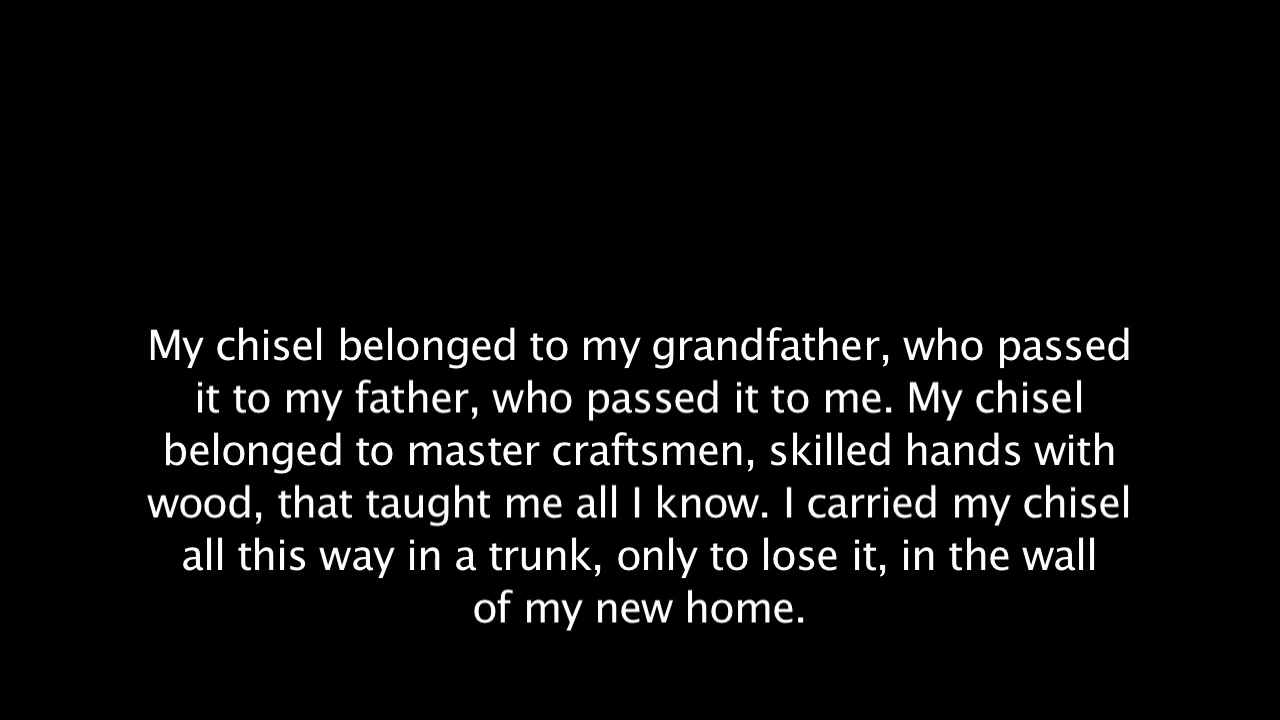 My chisel belonged to my grandfather, who passed
it to my father, who passed it to me. My chisel
belonged to master craftsmen, skilled hands with
wood, that taught me all I know. I carried my chisel
all this way in a trunk, only to lose it, in the wall
of my new home.